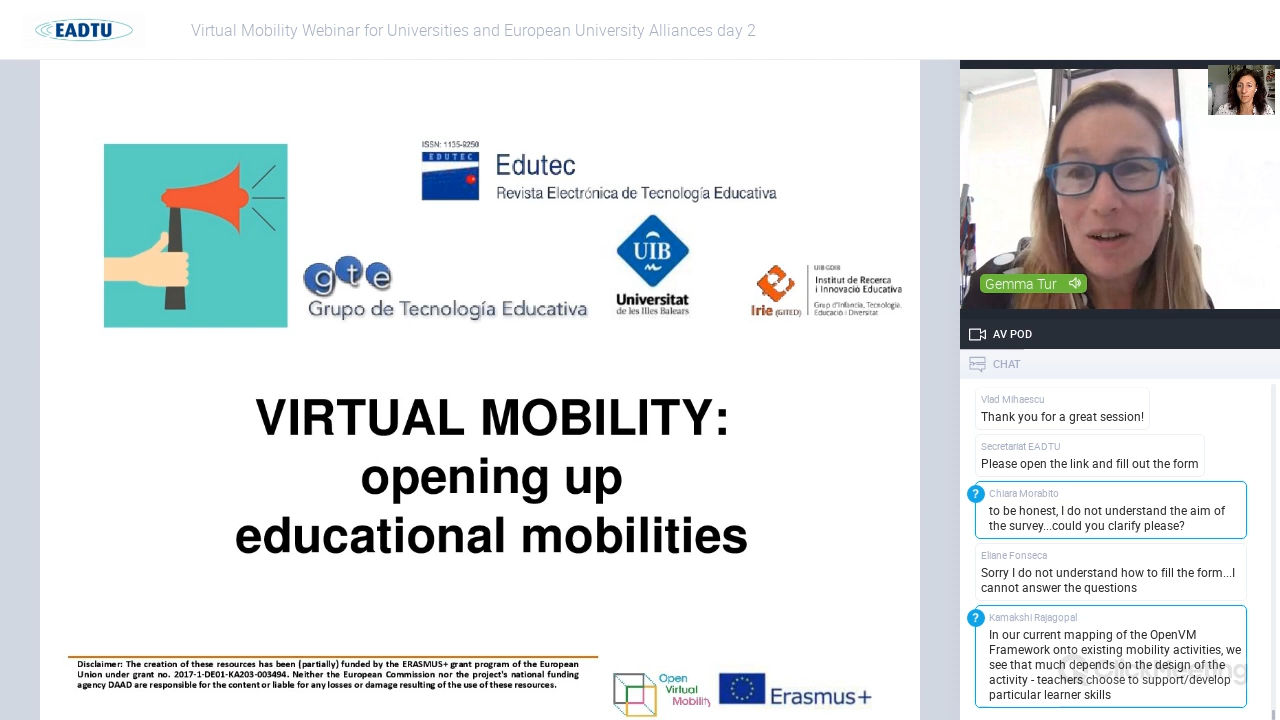 EADTU
Virtual Mobility Webinar for Universities and European University Alliances day 2
ISSN: 1135-9250
EDUTEC
Edutec
Revista Electrónica de Tecnología Educativa
UIB
Universitat
de les Illes Balears
gte
Grupo de Tecnología Educativa
Irie (GITED)
UIB-GOIB
Institut de Recerca
i Innovació Educativa
Grup d'Infància, Tecnologia,
Educació i Diversitat
VIRTUAL MOBILITY:
opening up
educational mobilities
Disclaimer: The creation of these resources has been (partially) funded by the ERASMUS+ grant program of the European
Union under grant no. 2017-1-DE01-KA203-003494. Neither the European Commission nor the project's national funding
agency DAAD are responsible for the content or liable for any losses or damage resulting of the use of these resources.
Open
Virtual
Mobility
Erasmus+
Gemma Tur
AV POD
CHAT
Vlad Mihaescu
Thank you for a great session!
Secretariat EADTU
Please open the link and fill out the form
?
Chiara Morabito
to be honest, I do not understand the aim of
the survey...could you clarify please?
Eliane Fonseca
Sorry I do not understand how to fill the form...I
cannot answer the questions
?
Kamakshi Rajagopal
In our current mapping of the OpenVM
Framework onto existing mobility activities, we
see that much depends on the design of the
activity - teachers choose to support/develop
particular learner skills